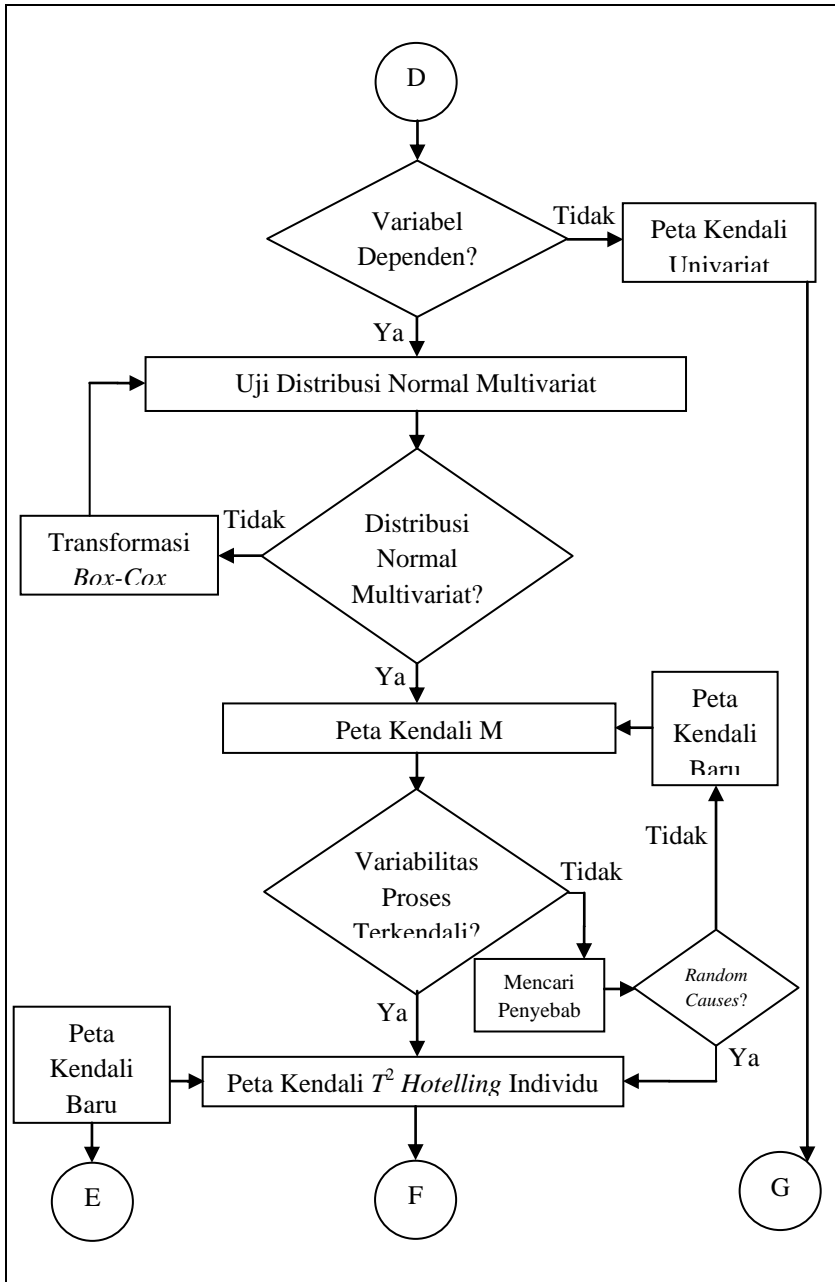 D
Variabel
Dependen?
Tidak
Peta Kendali
Univariat
Ya
Uji Distribusi Normal Multivariat
Tidak
Transformasi
Box-Cox
Distribusi
Normal
Multivariat?
Ya
Peta Kendali M
Peta
Kendali
Baru
Tidak
Variabilitas
Proses
Terkendali?
Tidak
Mencari
Penyebab
Random
Causes?
Ya
Ya
Peta
Kendali
Baru
Peta Kendali T² Hotelling Individu
E
F
G